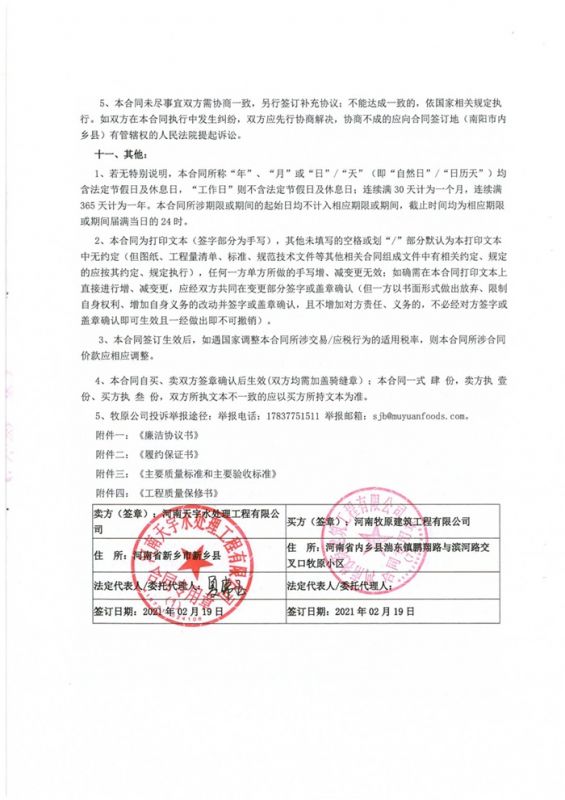 5、本合同未尽事宜双方需协商一致，另行签订补充协议；不能达成一致的，依国家相关规定执
行。如双方在本合同执行中发生纠纷，双方应先行协商解决，协商不成的应向合同签订地（南阳市内
乡县）有管辖权的人民法院提起诉讼。
十一、其他：
1、若无特别说明，本合同所称“年”、“月”或“日”/“天”（即“自然日”/“日历天”）均
含法定节假日及休息日，“工作日”则不含法定节假日及休息日；连续满 30 天计为一个月，连续满
365 天计为一年。本合同所涉期限或期间的起始日均不计入相应期限或期间，截止时间均为相应期限
或期间届满当日的 24 时。
2、本合同为打印文本（签字部分为手写），其他未填写的空格或划“/”部分默认为本打印文本
中无约定（但图纸、工程量清单、标准、规范技术文件等其他相关合同组成文件中有相关约定、规定
的应按其约定、规定执行），任何一方单方所做的手写增、减变更无效；如确需在本合同打印文本上
直接进行增、减变更，应经双方共同在变更部分签字或盖章确认（但一方以书面形式做出放弃、限制
自身权利、增加自身义务的改动并签字或盖章确认，且不增加对方责任、义务的，不必经对方签字或
盖章确认即可生效且一经做出即不可撤销）。
3、本合同签订生效后，如遇国家调整本合同所涉交易/应税行为的适用税率，则本合同所涉合同
价款应相应调整。
4、本合同自买、卖双方签章确认后生效(双方均需加盖骑缝章）；本合同一式 肆 份，卖方执 壹
份、买方执 叁 份，双方所执文本不一致的应以买方所持文本为准。
5、牧原公司投诉举报途径：举报电话：17837751511 举报邮箱：sjb@muyuanfoods.com。
附件一：《廉洁协议书》
附件二：《履约保证书》
附件三：《主要质量标准和主要验收标准》
附件四：《工程质量保修书》
卖方（签章）：河南天宇水处理工程有限公
司
买方（签章）：河南牧原建筑工程有限公司
住 所：河南省新乡市新乡县
住 所：河南省内乡县湍东镇鹏翔路与滨河路交
叉口牧原小区
法定代表人/委托代理人：
法定代表人/委托代理人：
签订日期：2021 年 02 月 19 日
签订日期：2021 年 02 月 19 日
河南天宇水处理工程有限公司
合同专用章
(1)